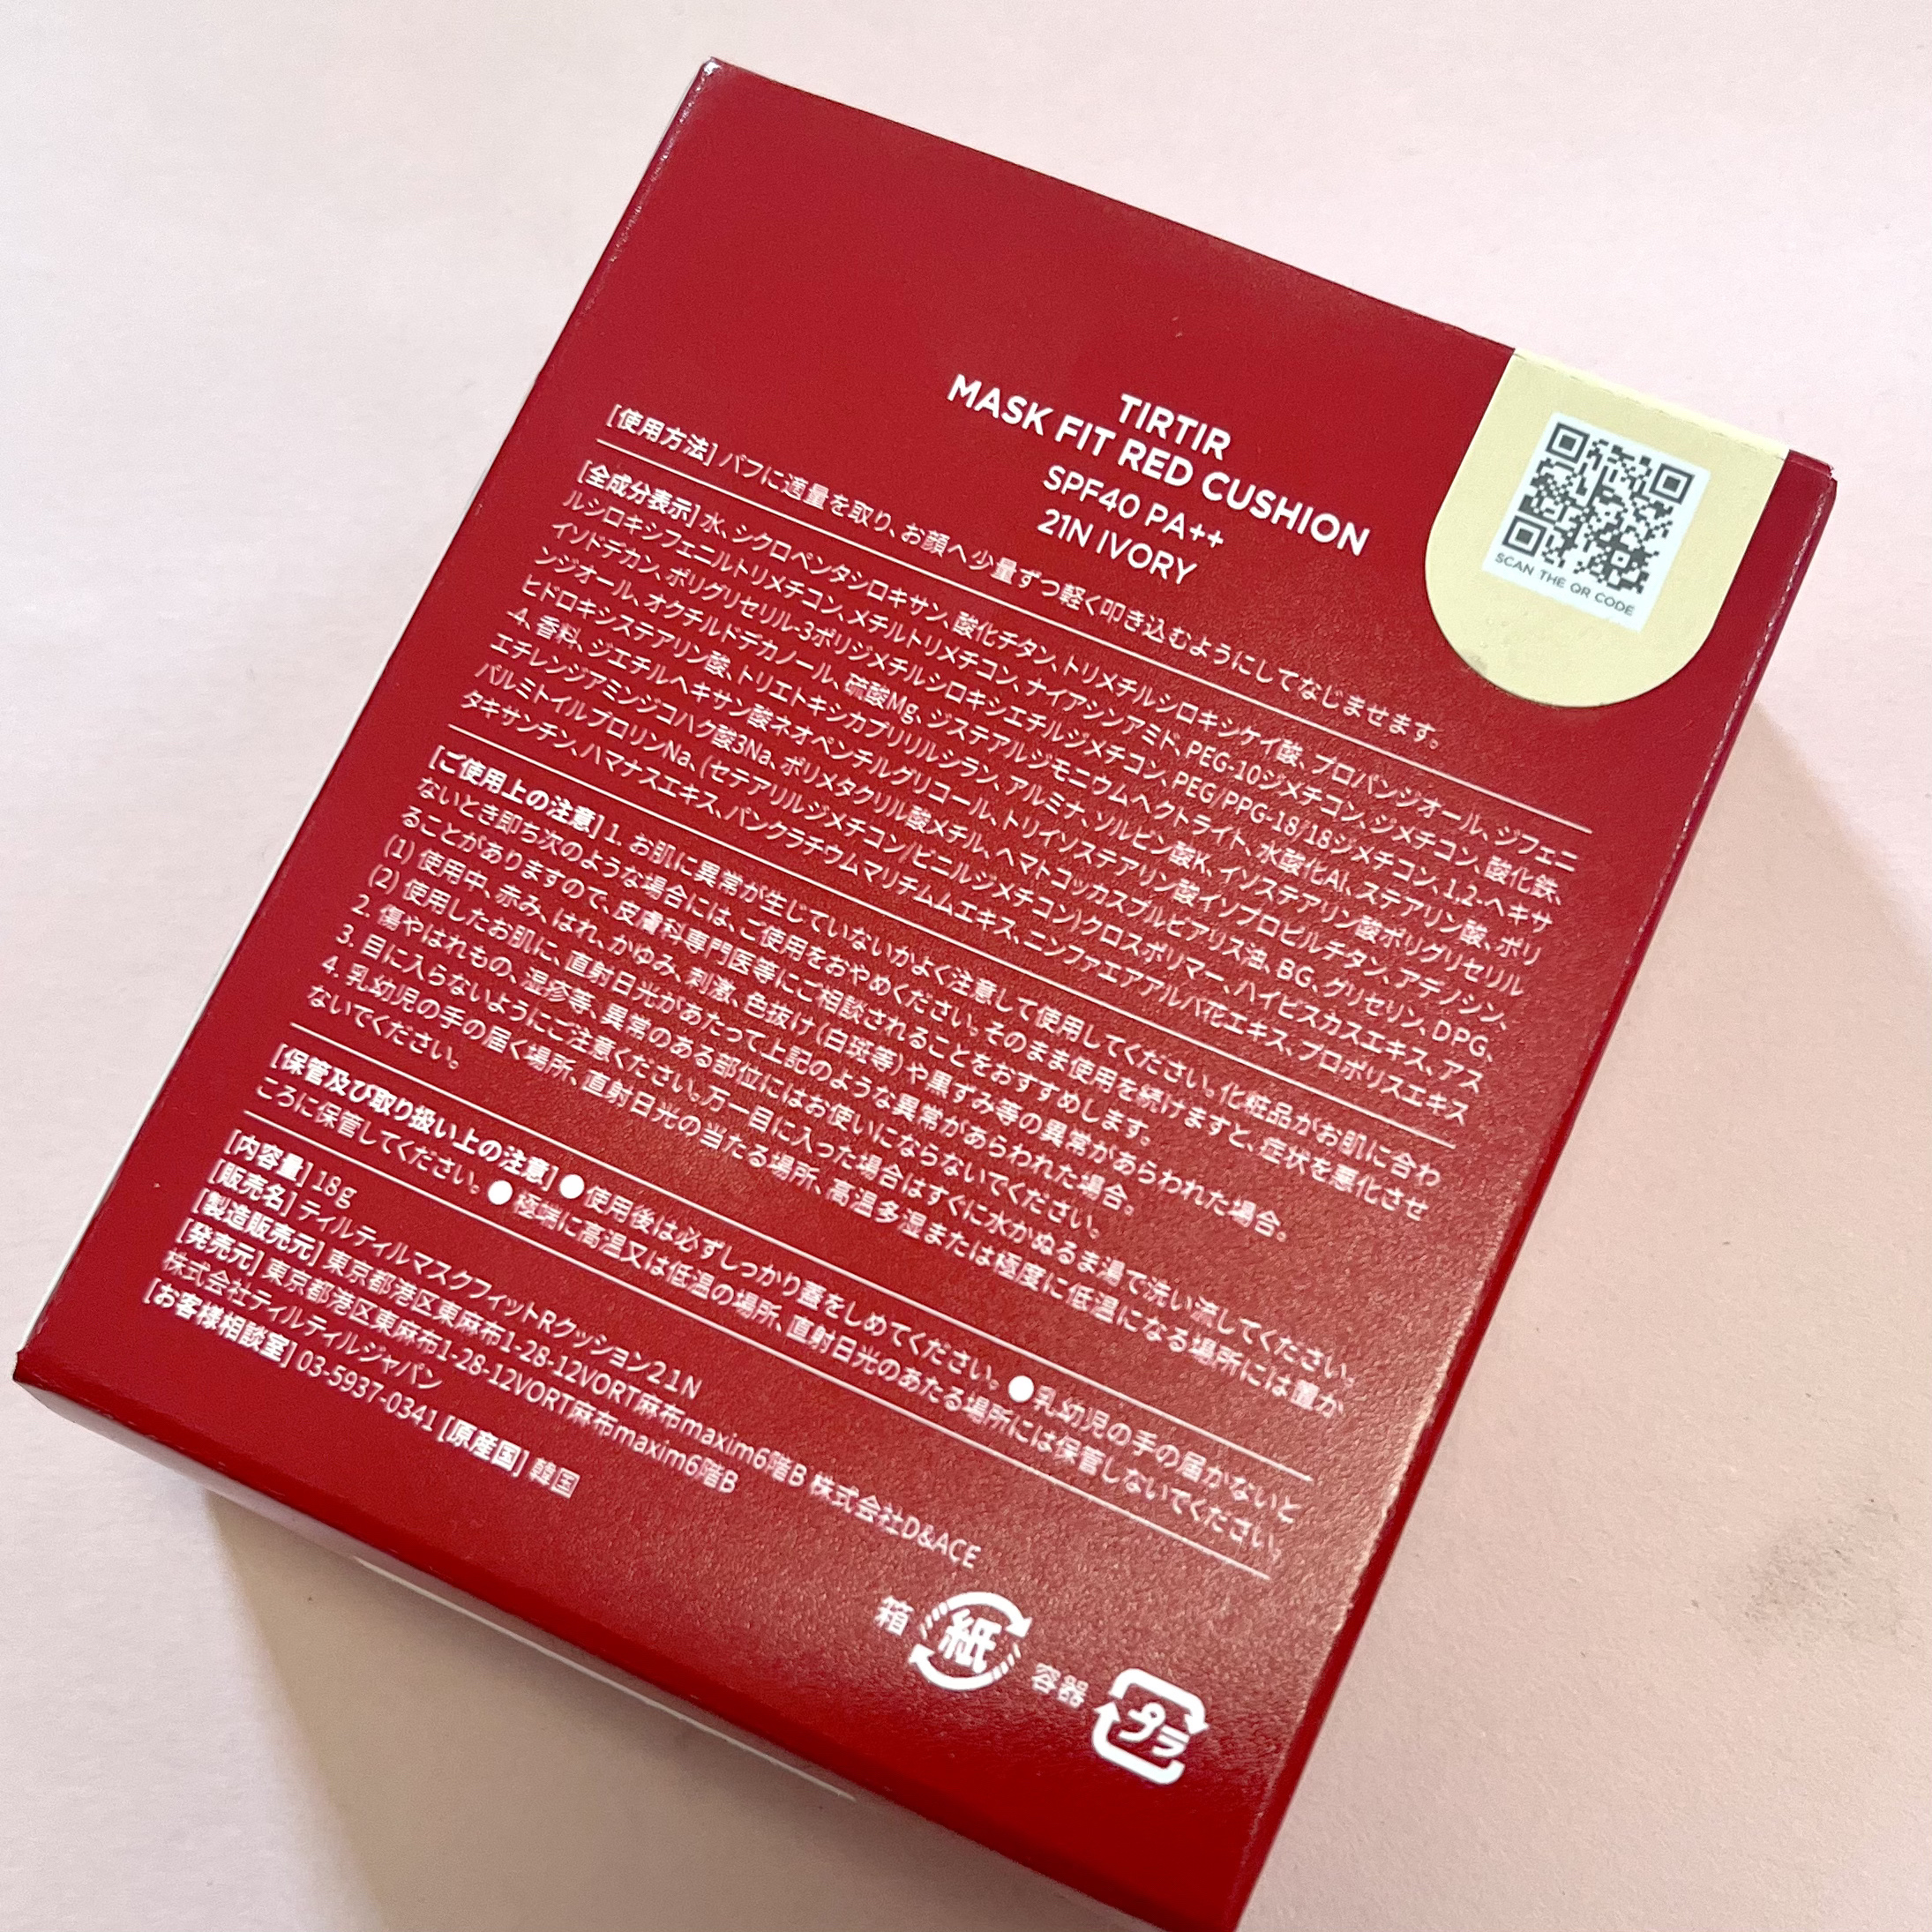 TIRTIR
MASK FIT RED CUSHION
SPF40 PA++
21N IVORY
SCAN THE QR CODE
[使用方法] パフに適量を取り、お顔へ少量ずつ軽く叩き込むようにしてなじませます。
[全成分表示] 水、シクロペンタシロキサン、酸化チタン、トリメチルシロキシケイ酸、プロパンジオール、ジフェニ
ルシロキシフェニルトリメチコン、メチルトリメチコン、ナイアシンアミド、PEG-10ジメチコン、ジメチコン、酸化鉄、
イソドデカン、ポリグリセリル-3ポリジメチルシロキシエチルジメチコン、PEG/PPG-18/18ジメチコン、1,2-ヘキサ
ンジオール、オクチルドデカノール、硫酸Mg、ジステアルジモニウムヘクトライト、水酸化Al、ステアリン酸、ポリ
ヒドロキシステアリン酸、トリエトキシカプリリルシラン、アルミナ、ソルビン酸K、イソステアリン酸ポリグリセリル
-4、香料、ジエチルヘキサン酸ネオペンチルグリコール、トリイソステアリン酸イソプロピルチタン、アデノシン、
エチレンジアミンジコハク酸3Na、ポリメタクリル酸メチル、ヘマトコッカスプルビアリス油、BG、グリセリン、DPG、
パルミトイルプロリンNa、(セテアリルジメチコン/ビニルジメチコン)クロスポリマー、ハイビスカスエキス、アス
タキサンチン、ハマナスエキス、パンクラチウムマリチムムエキス、ニンファエアアルバ花エキス、プロポリスエキス
[ご使用上の注意] 1. お肌に異常が生じていないかよく注意して使用してください。化粧品がお肌に合わ
ないとき即ち次のような場合には、ご使用をおやめください。そのまま使用を続けますと、症状を悪化させ
ることがありますので、皮膚科専門医等にご相談されることをおすすめします。
(1) 使用中、赤み、はれ、かゆみ、刺激、色抜け(白斑等)や黒ずみ等の異常があらわれた場合。
(2) 使用したお肌に、直射日光があたって上記のような異常があらわれた場合。
2. 傷やはれもの、湿疹等、異常のある部位にはお使いにならないでください。
3. 目に入らないようにご注意ください。万一目に入った場合はすぐに水かぬるま湯で洗い流してください。
4. 乳幼児の手の届く場所、直射日光の当たる場所、高温多湿または極度に低温になる場所には置か
ないでください。
[保管及び取り扱い上の注意] ●使用後は必ずしっかり蓋をしめてください。●乳幼児の手の届かないと
ころに保管してください。●極端に高温又は低温の場所、直射日光のあたる場所には保管しないでください。
[内容量] 18g
[販売名] ティルティルマスクフィットRクッション21N
[製造販売元] 東京都港区東麻布1-28-12VORT麻布maxim6階B 株式会社D&ACE
[発売元] 東京都港区東麻布1-28-12VORT麻布maxim6階B
株式会社ティルティルジャパン
[お客様相談室] 03-5937-0341 [原産国] 韓国
箱 紙 容器 プラ